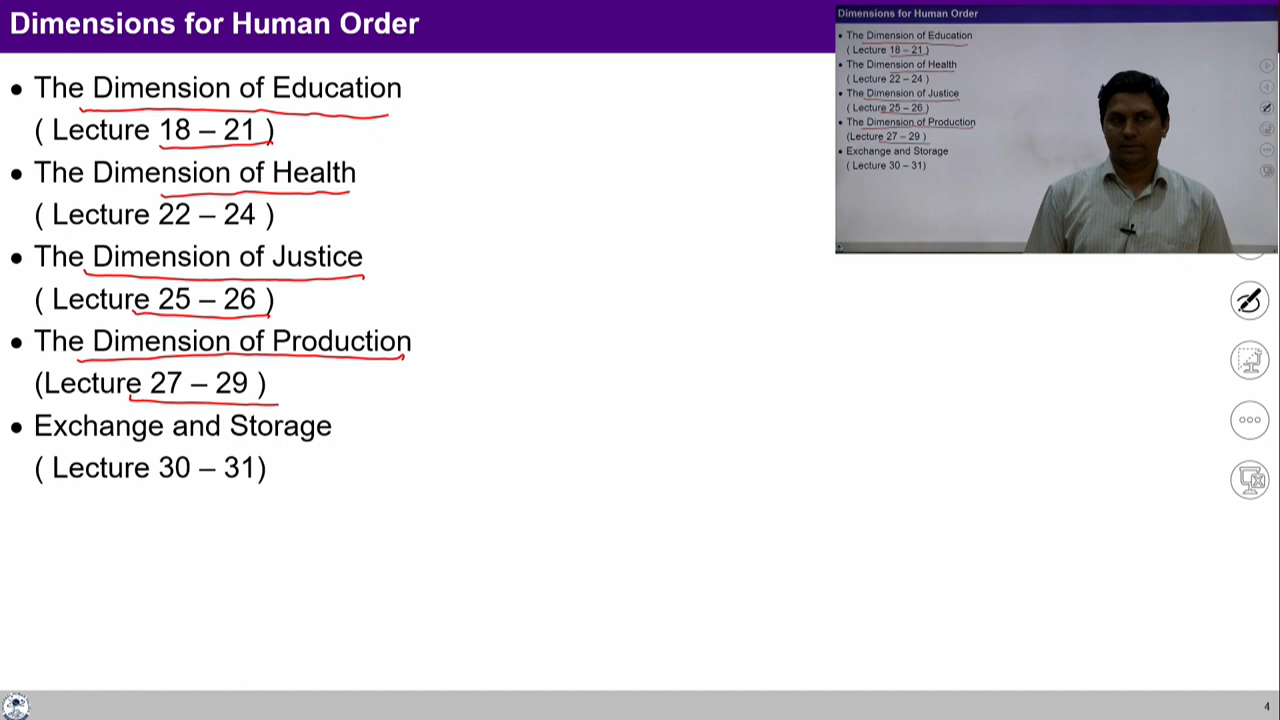 Dimensions for Human Order
• The Dimension of Education
( Lecture 18 – 21 )
• The Dimension of Health
( Lecture 22 – 24 )
• The Dimension of Justice
( Lecture 25 – 26 )
• The Dimension of Production
(Lecture 27 – 29 )
• Exchange and Storage
( Lecture 30 – 31)
Dimensions for Human Order
• The Dimension of Education
( Lecture 18 – 21 )
• The Dimension of Health
( Lecture 22 – 24 )
• The Dimension of Justice
( Lecture 25 – 26 )
• The Dimension of Production
(Lecture 27 – 29 )
• Exchange and Storage
( Lecture 30 – 31)
4